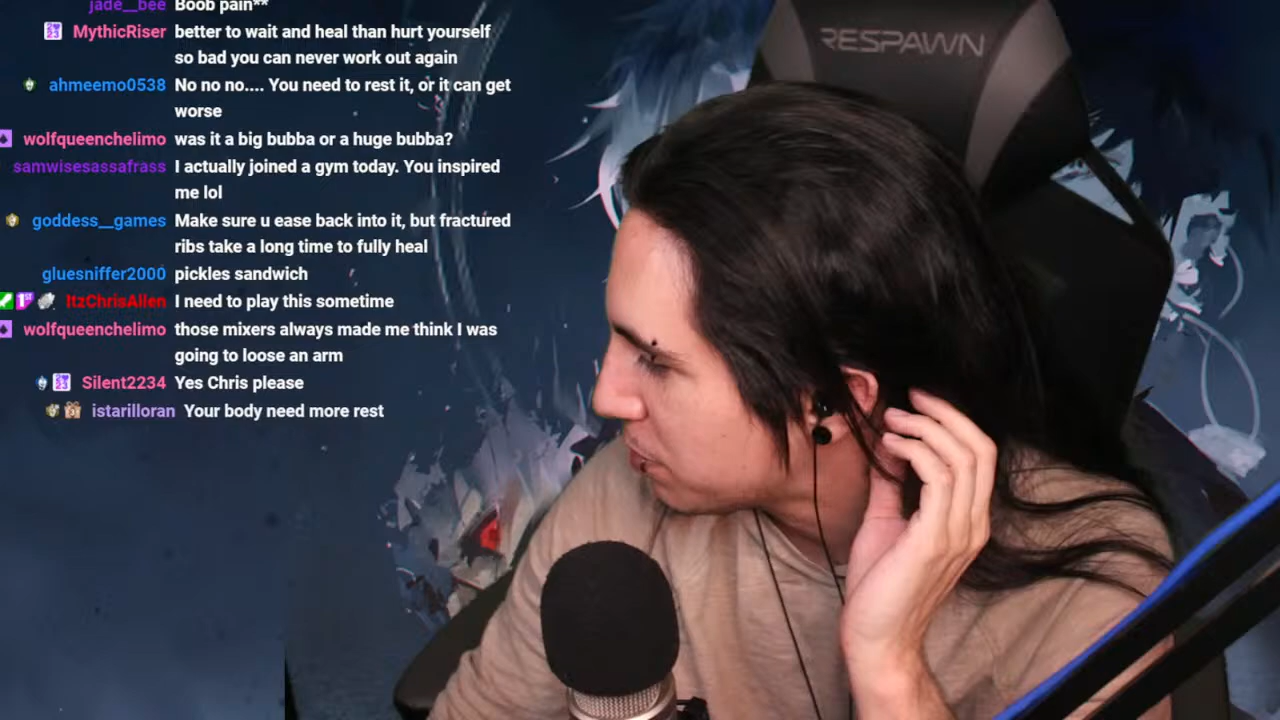 jade__bee Boob pain**
RESPAWN
MythicRiser better to wait and heal than hurt yourself
so bad you can never work out again
ahmeemo0538 No no no.... You need to rest it, or it can get
worse
wolfqueenchelimo was it a big bubba or a huge bubba?
samwisesassafrass I actually joined a gym today. You inspired
me lol
goddess__games Make sure u ease back into it, but fractured
ribs take a long time to fully heal
gluesniffer2000 pickles sandwich
ItzChrisAllen I need to play this sometime
wolfqueenchelimo those mixers always made me think I was
going to loose an arm
Silent2234 Yes Chris please
istarilloran Your body need more rest